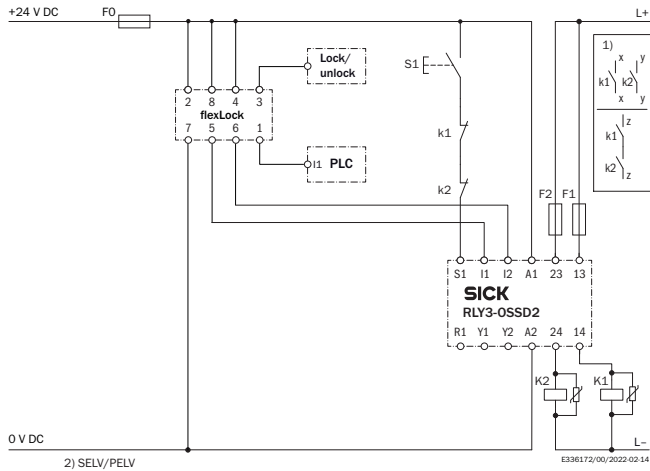 +24 V DC
F0
L+
Lock/
unlock
S1
1)
x y
k1 k2
x y
z
k1
k2
z
2 8 4 3
flexLock
7 5 6 1
I1 PLC
k1
k2
F2 F1
S1 I1 I2 A1 23 13
SICK
RLY3-OSSD2
R1 Y1 Y2 A2 24 14
K2 K1
0 V DC
L–
2) SELV/PELV
E336172/00/2022-02-14